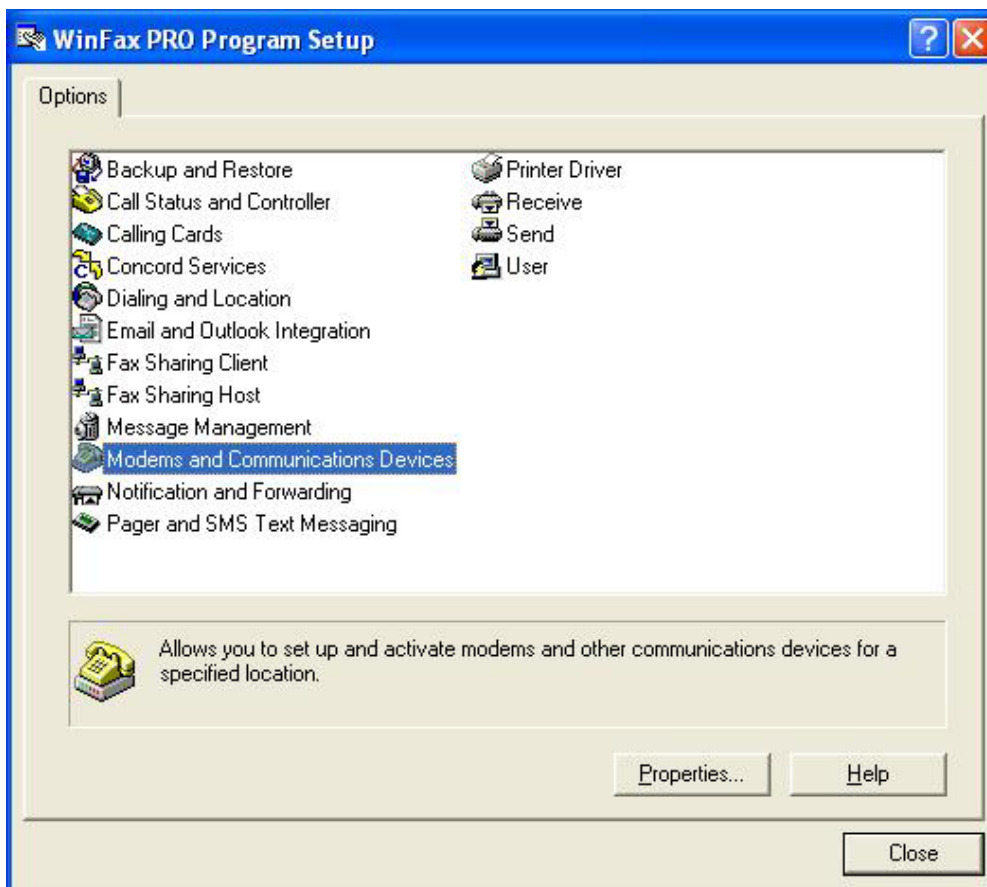 WinFax PRO Program Setup
Options
Backup and Restore
Call Status and Controller
Calling Cards
Concord Services
Dialing and Location
Email and Outlook Integration
Fax Sharing Client
Fax Sharing Host
Message Management
Modems and Communications Devices
Notification and Forwarding
Pager and SMS Text Messaging
Printer Driver
Receive
Send
User
Allows you to set up and activate modems and other communications devices for a
specified location.
Properties...
Help
Close